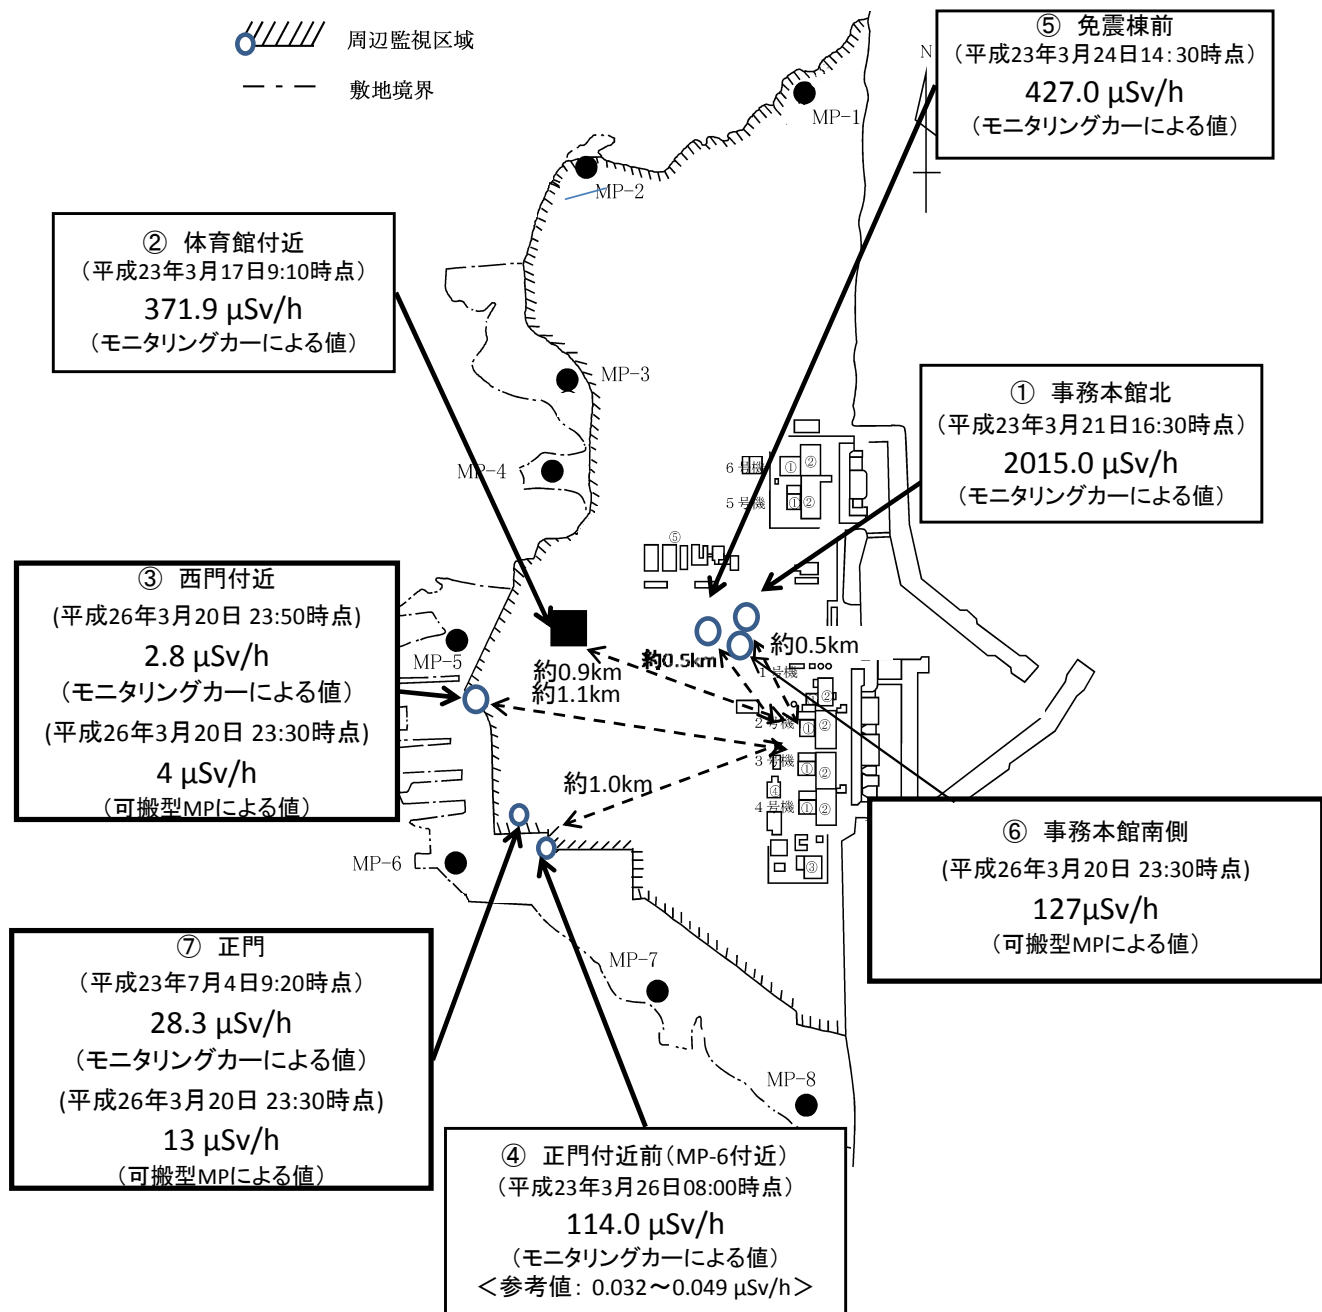 周辺監視区域
敷地境界
⑤ 免震棟前
(平成23年3月24日14:30時点)
427.0 μSv/h
(モニタリングカーによる値)
N
MP-1
MP-2
② 体育館付近
(平成23年3月17日9:10時点)
371.9 μSv/h
(モニタリングカーによる値)
MP-3
① 事務本館北
(平成23年3月21日16:30時点)
2015.0 μSv/h
(モニタリングカーによる値)
MP-4
6号機
①
②
5号機
①
②
⑤
③ 西門付近
(平成26年3月20日 23:50時点)
2.8 μSv/h
(モニタリングカーによる値)
(平成26年3月20日 23:30時点)
4 μSv/h
(可搬型MPによる値)
MP-5
約0.9km
約1.1km
約0.5km
約0.5km
1号機
②
2号機
①
②
3号機
①
②
④
4号機
①
②
③
約1.0km
MP-6
⑥ 事務本館南側
(平成26年3月20日 23:30時点)
127μSv/h
(可搬型MPによる値)
⑦ 正門
(平成23年7月4日9:20時点)
28.3 μSv/h
(モニタリングカーによる値)
(平成26年3月20日 23:30時点)
13 μSv/h
(可搬型MPによる値)
MP-7
MP-8
④ 正門付近前(MP-6付近)
(平成23年3月26日08:00時点)
114.0 μSv/h
(モニタリングカーによる値)
<参考値: 0.032~0.049 μSv/h>